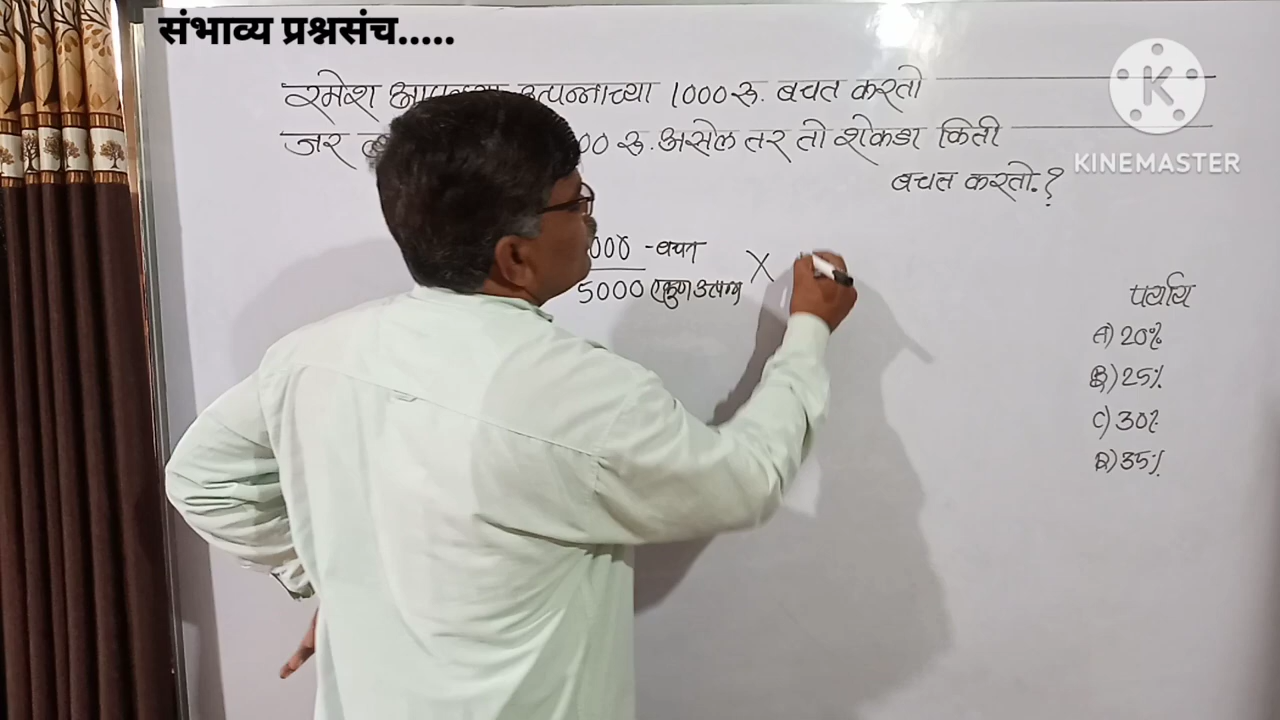 संभाव्य प्रश्नसंच.....
रमेश उत्पन्नाच्या 1000 रू. बचत करतो
जर 00 रू. असेल तर तो शेकडा किती
बचत करतो.?
000 - बचत
5000 एकुण उत्पन्न X
पर्याय
A) 20%
B) 25%
C) 30%
D) 35%
KINEMASTER